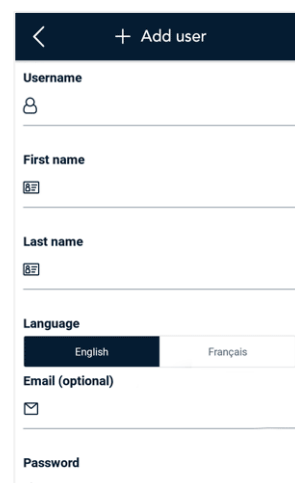 + Add user
Username
First name
Last name
Language
English Français
Email (optional)
Password